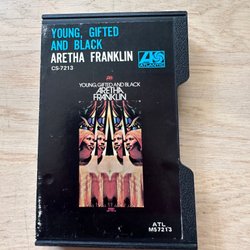 YOUNG, GIFTED
AND BLACK
ARETHA FRANKLIN
CS-7213
ATLANTIC
YOUNG, GIFTED AND BLACK
ARETHA
FRANKLIN
ATL
M57213